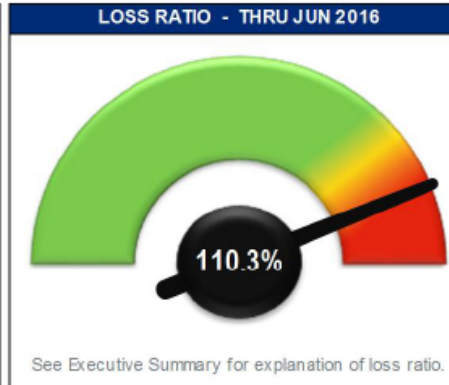 LOSS RATIO - THRU JUN 2016
110.3%
See Executive Summary for explanation of loss ratio.